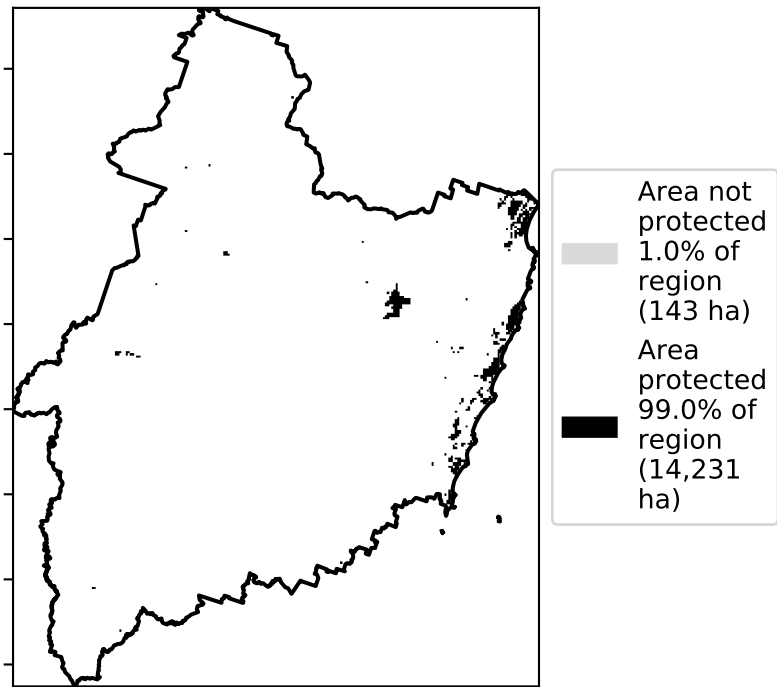 Area not
protected
1.0% of
region
(143 ha)
Area
protected
99.0% of
region
(14,231
ha)